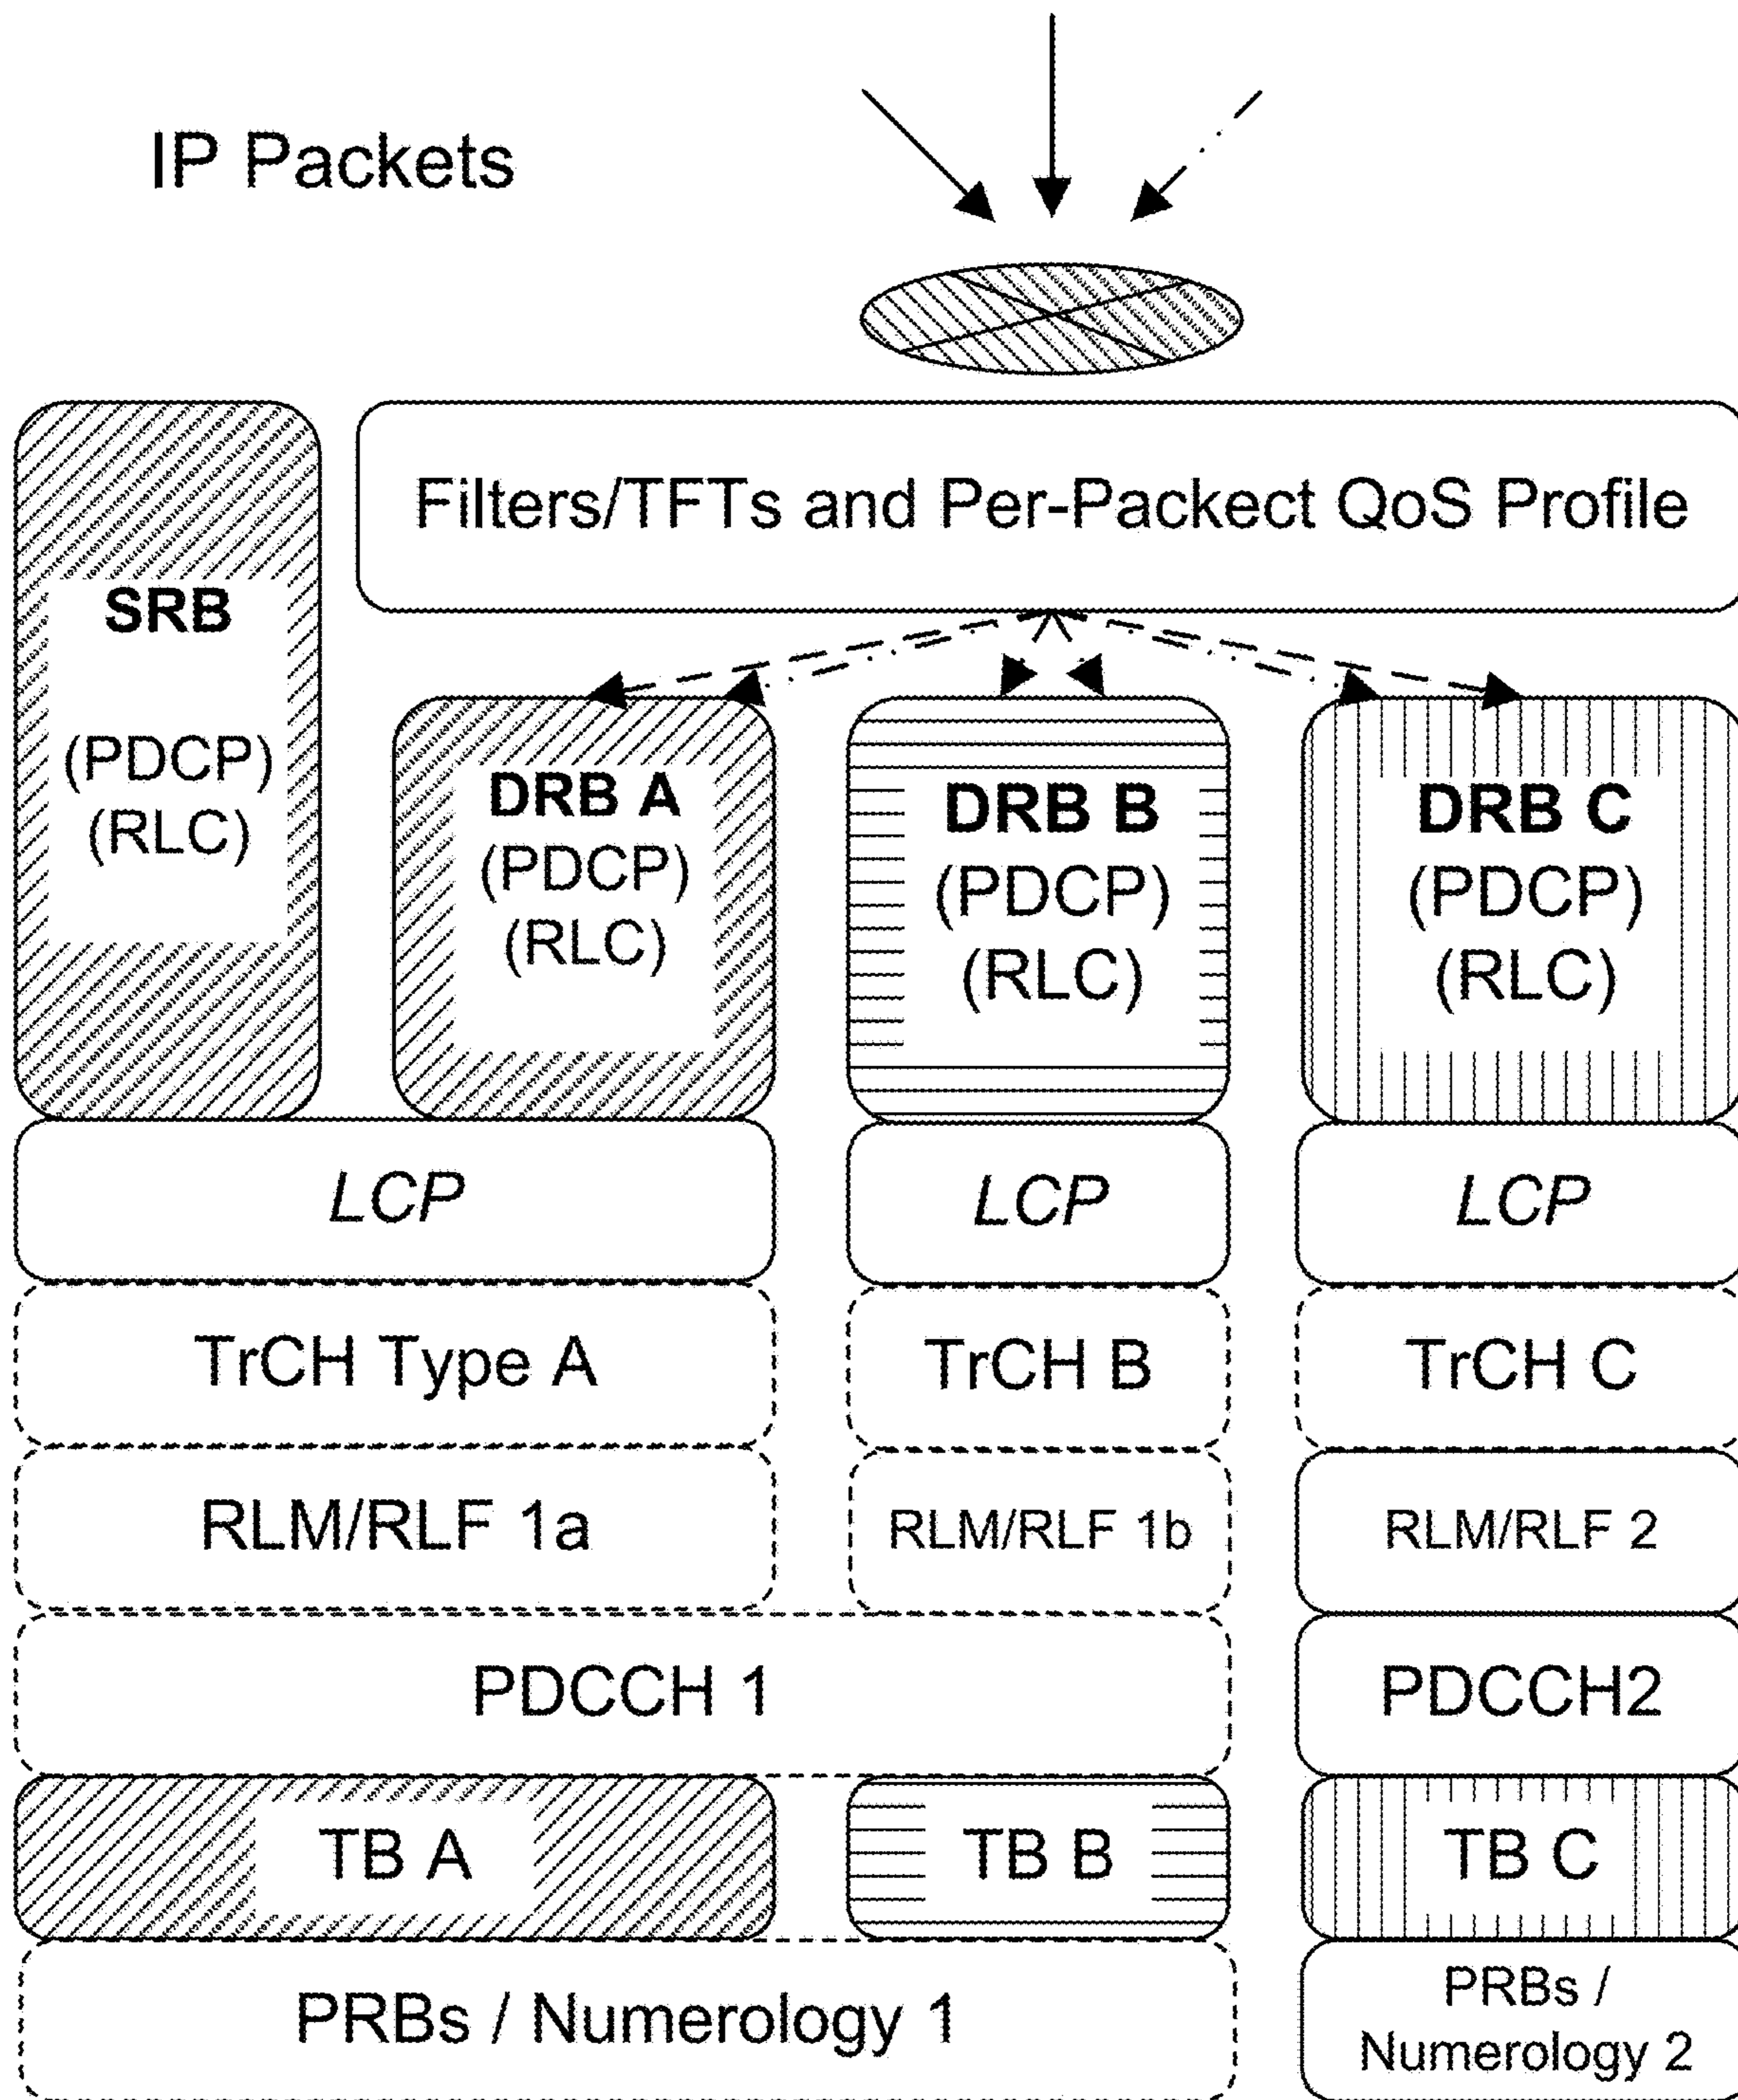 IP Packets
Filters/TFTs and Per-Packect QoS Profile
SRB
(PDCP)
(RLC)
DRB A
(PDCP)
(RLC)
DRB B
(PDCP)
(RLC)
DRB C
(PDCP)
(RLC)
LCP
LCP
LCP
TrCH Type A
TrCH B
TrCH C
RLM/RLF 1a
RLM/RLF 1b
RLM/RLF 2
PDCCH 1
PDCCH2
TB A
TB B
TB C
PRBs / Numerology 1
PRBs /
Numerology 2